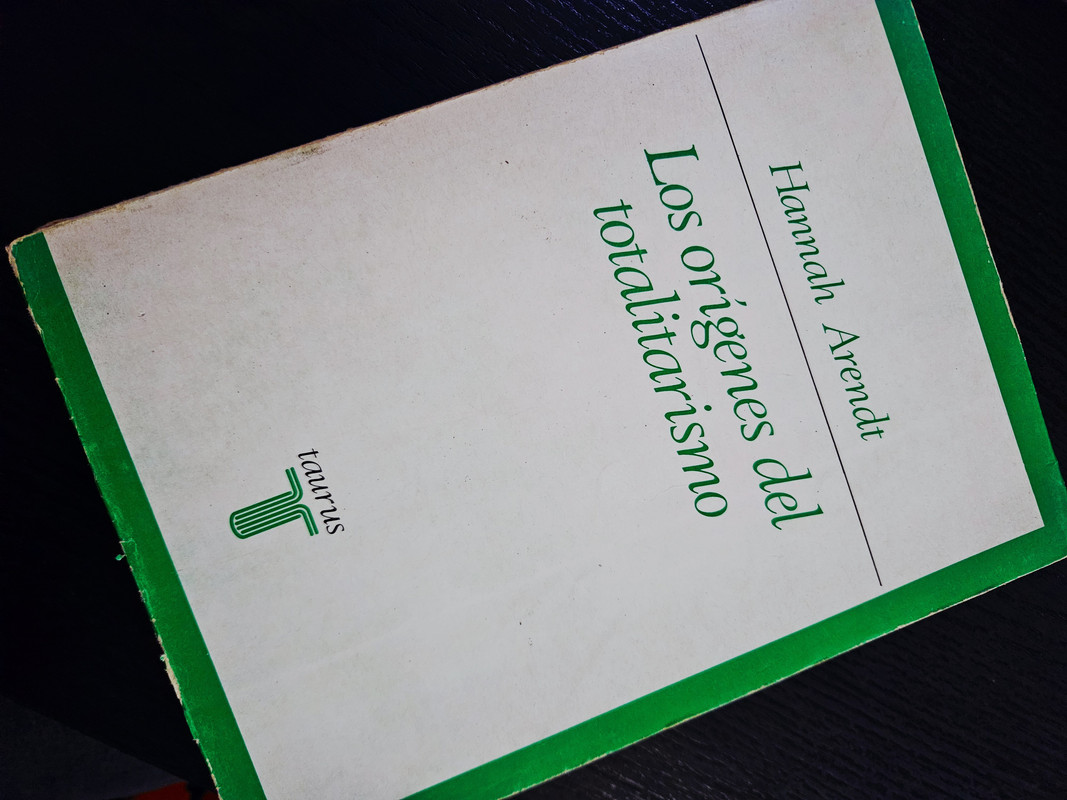 Hannah Arendt
Los orígenes del
totalitarismo
taurus